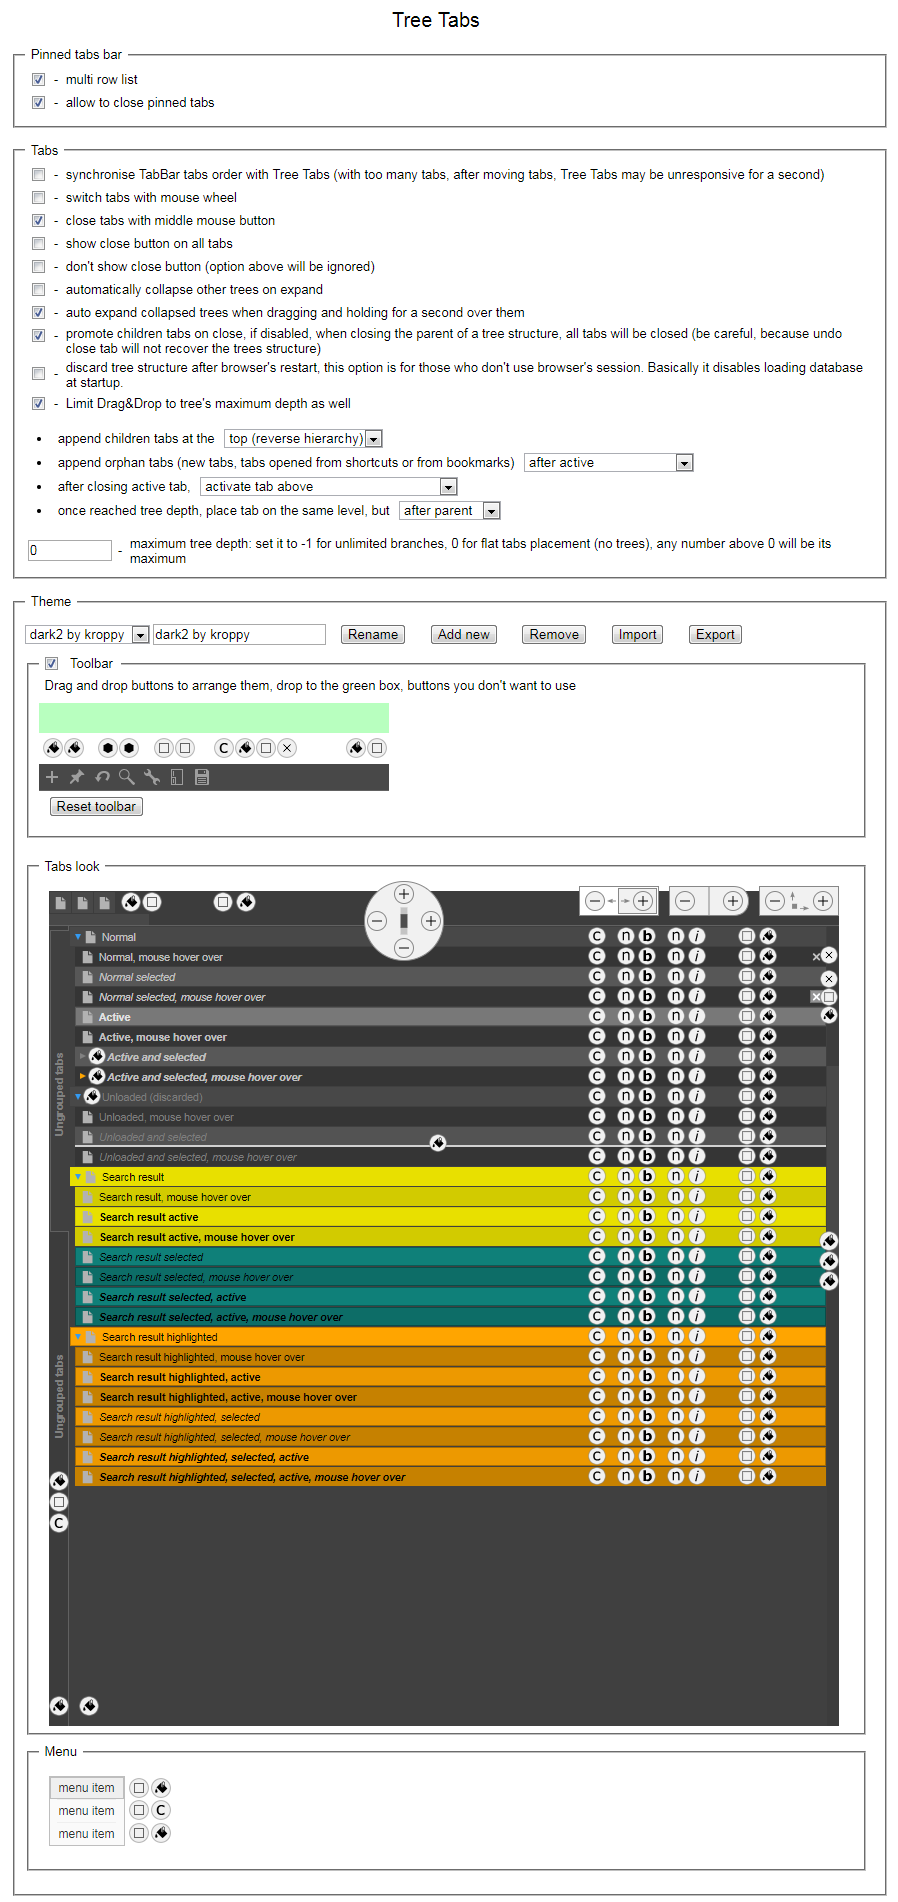 Tree Tabs
Pinned tabs bar
- multi row list
- allow to close pinned tabs
Tabs
- synchronise TabBar tabs order with Tree Tabs (with too many tabs, after moving tabs, Tree Tabs may be unresponsive for a second)
- switch tabs with mouse wheel
- close tabs with middle mouse button
- show close button on all tabs
- don't show close button (option above will be ignored)
- automatically collapse other trees on expand
- auto expand collapsed trees when dragging and holding for a second over them
- promote children tabs on close, if disabled, when closing the parent of a tree structure, all tabs will be closed (be careful, because undo
close tab will not recover the trees structure)
- discard tree structure after browser's restart, this option is for those who don't use browser's session. Basically it disables loading database
at startup.
- Limit Drag&Drop to tree's maximum depth as well
• append children tabs at the top (reverse hierarchy)
• append orphan tabs (new tabs, tabs opened from shortcuts or from bookmarks) after active
• after closing active tab, activate tab above
• once reached tree depth, place tab on the same level, but after parent
0 - maximum tree depth: set it to -1 for unlimited branches, 0 for flat tabs placement (no trees), any number above 0 will be its
maximum
Theme
dark2 by kroppy dark2 by kroppy Rename Add new Remove Import Export
Toolbar
Drag and drop buttons to arrange them, drop to the green box, buttons you don't want to use
C
Reset toolbar
Tabs look
Normal C n b n i
Normal, mouse hover over C n b n i
Normal selected C n b n i
Normal selected, mouse hover over C n b n i
Active C n b n i
Active, mouse hover over C n b n i
Active and selected C n b n i
Active and selected, mouse hover over C n b n i
Unloaded (discarded) C n b n i
Unloaded, mouse hover over C n b n i
Unloaded and selected C n b n i
Unloaded and selected, mouse hover over C n b n i
Ungrouped tabs
Search result C n b n i
Search result, mouse hover over C n b n i
Search result active C n b n i
Search result active, mouse hover over C n b n i
Search result selected C n b n i
Search result selected, mouse hover over C n b n i
Search result selected, active C n b n i
Search result selected, active, mouse hover over C n b n i
Search result highlighted C n b n i
Search result highlighted, mouse hover over C n b n i
Search result highlighted, active C n b n i
Search result highlighted, active, mouse hover over C n b n i
Search result highlighted, selected C n b n i
Search result highlighted, selected, mouse hover over C n b n i
Search result highlighted, selected, active C n b n i
Search result highlighted, selected, active, mouse hover over C n b n i
Ungrouped tabs
C
Menu
menu item
menu item C
menu item